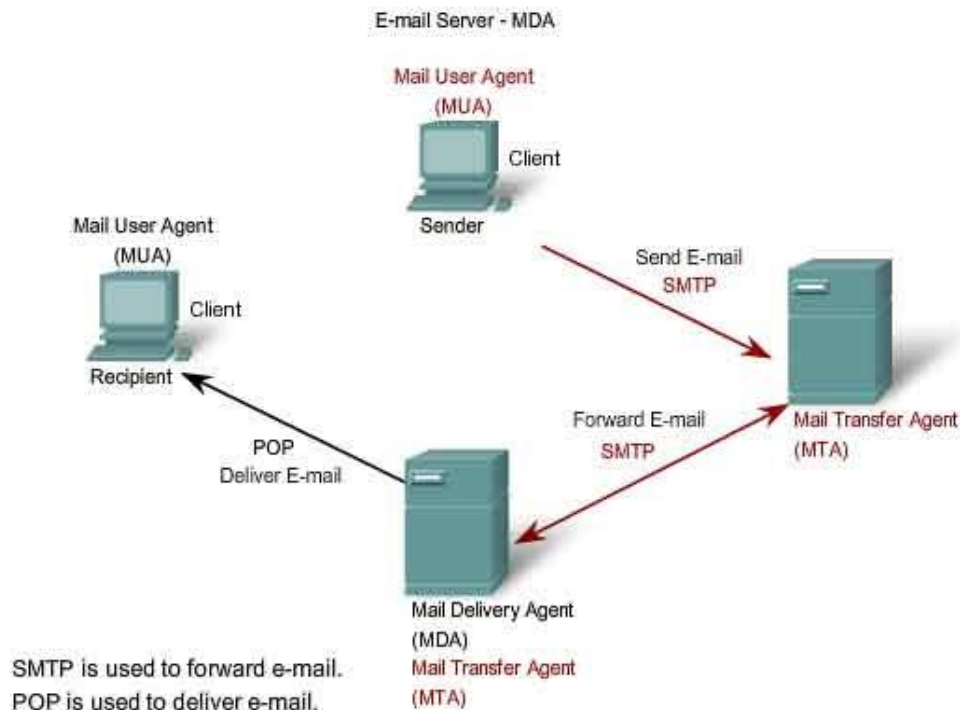 E-mail Server - MDA
Mail User Agent
(MUA)
Client
Sender
Mail User Agent
(MUA)
Client
Recipient
Send E-mail
SMTP
Mail Transfer Agent
(MTA)
Forward E-mail
SMTP
POP
Deliver E-mail
Mail Delivery Agent
(MDA)
Mail Transfer Agent
(MTA)
SMTP is used to forward e-mail.
POP is used to deliver e-mail.